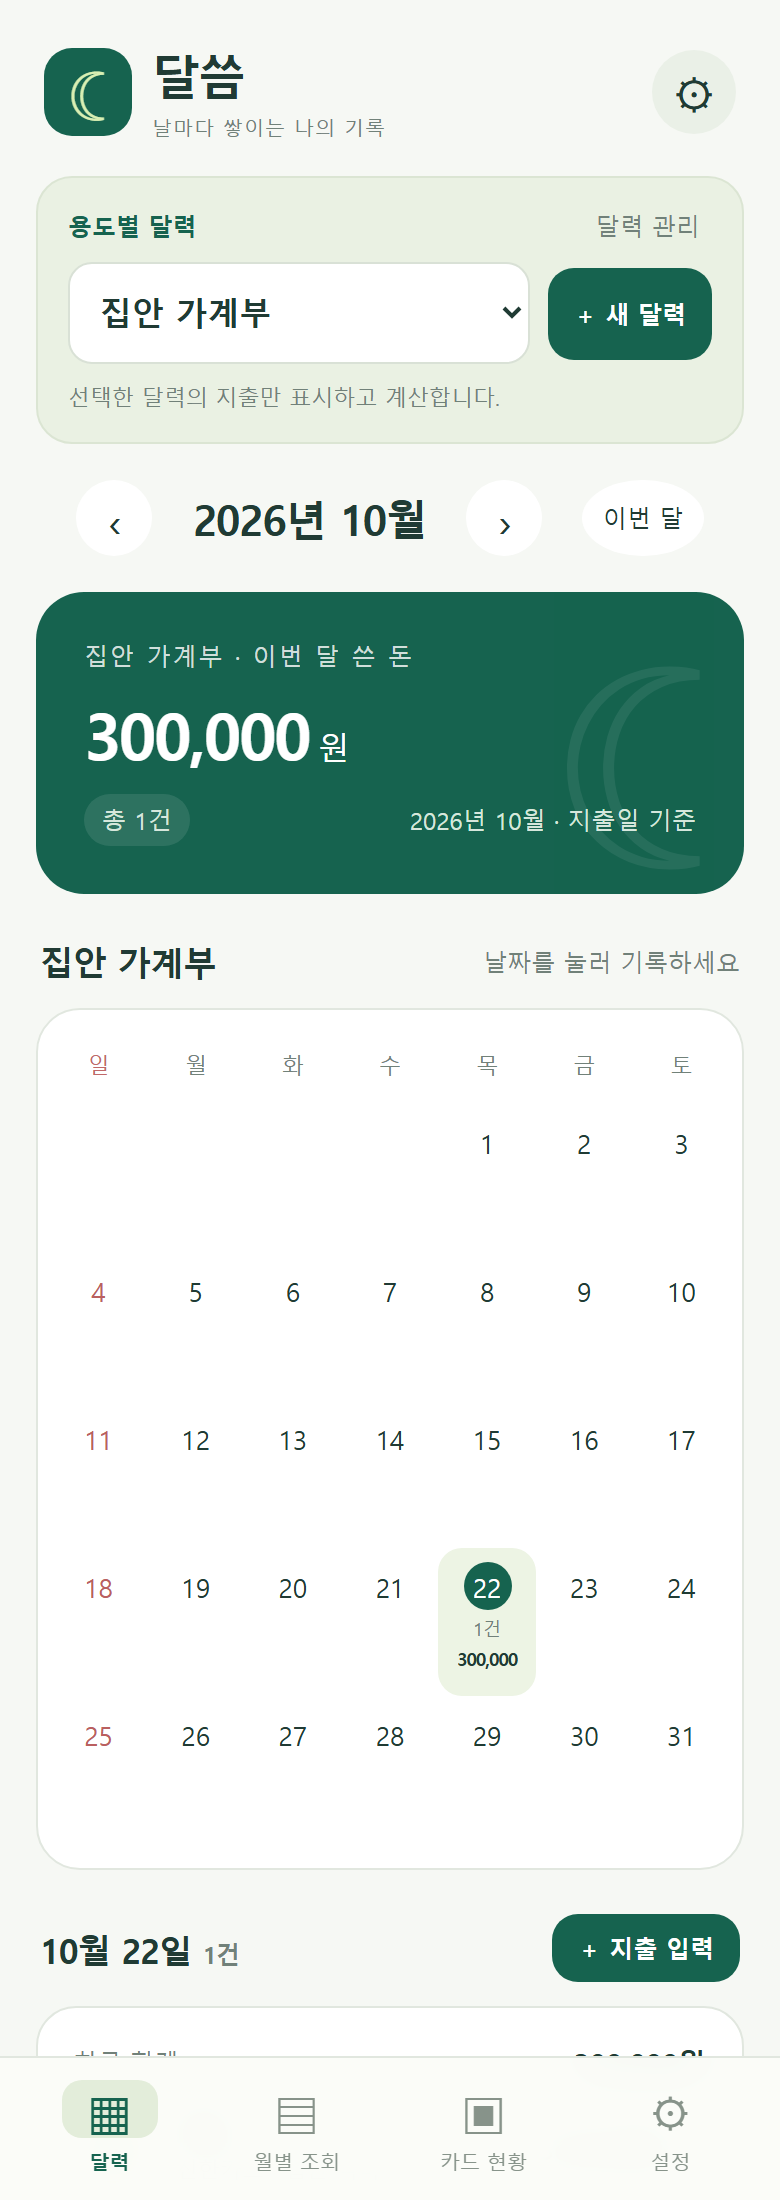 달씀
날마다 쌓이는 나의 기록
용도별 달력
달력 관리
집안 가계부
+ 새 달력
선택한 달력의 지출만 표시하고 계산합니다.
‹ 2026년 10월 ›
이번 달
집안 가계부 · 이번 달 쓴 돈
300,000 원
총 1건
2026년 10월 · 지출일 기준
집안 가계부
날짜를 눌러 기록하세요
일 월 화 수 목 금 토
1 2 3
4 5 6 7 8 9 10
11 12 13 14 15 16 17
18 19 20 21 22 23 24
1건
300,000
25 26 27 28 29 30 31
10월 22일 1건
+ 지출 입력
달력 월별 조회 카드 현황 설정